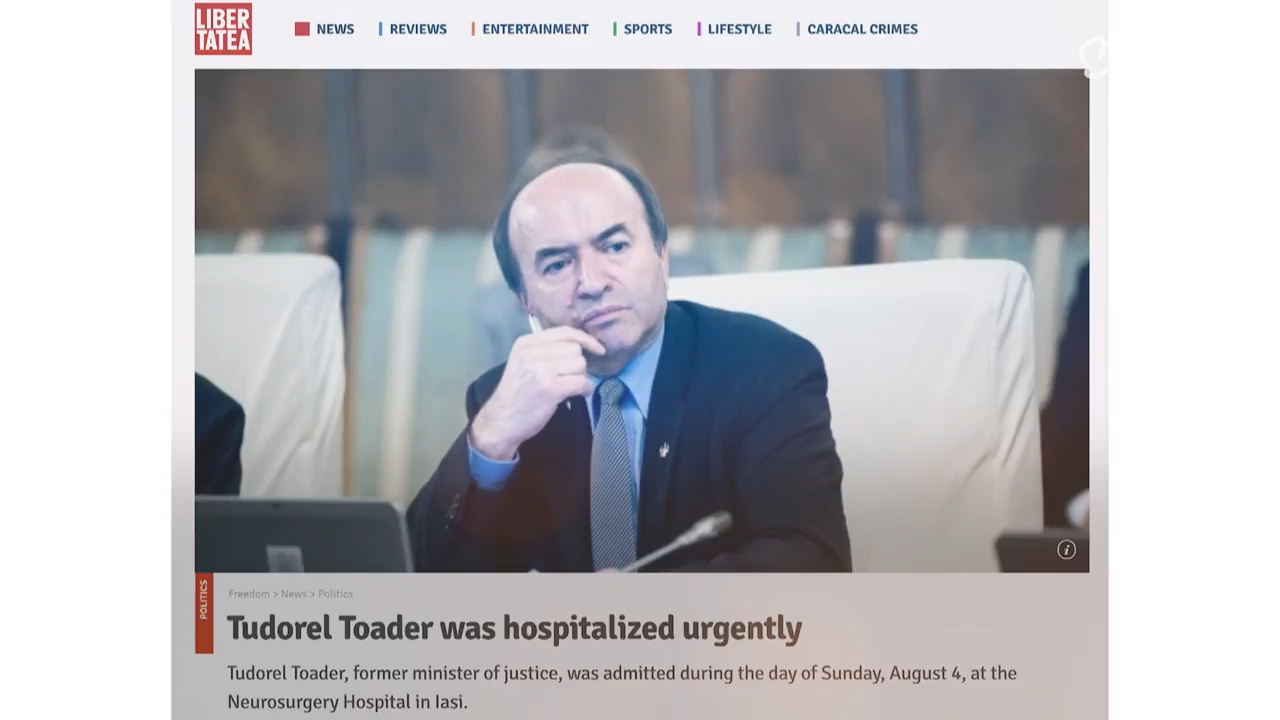 LIBER
TATEA
NEWS
REVIEWS
ENTERTAINMENT
SPORTS
LIFESTYLE
CARACAL CRIMES
i
POLITICS
Freedom > News > Politics
Tudorel Toader was hospitalized urgently
Tudorel Toader, former minister of justice, was admitted during the day of Sunday, August 4, at the
Neurosurgery Hospital in Iasi.